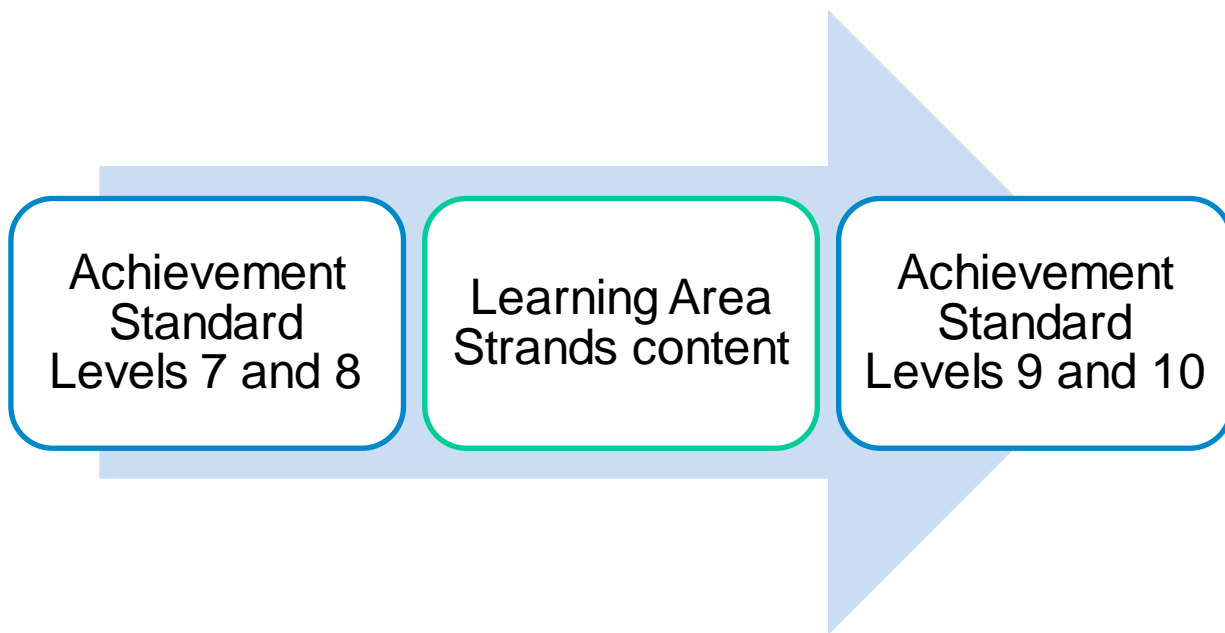 Achievement
Standard
Levels 7 and 8
Learning Area
Strands content
Achievement
Standard
Levels 9 and 10